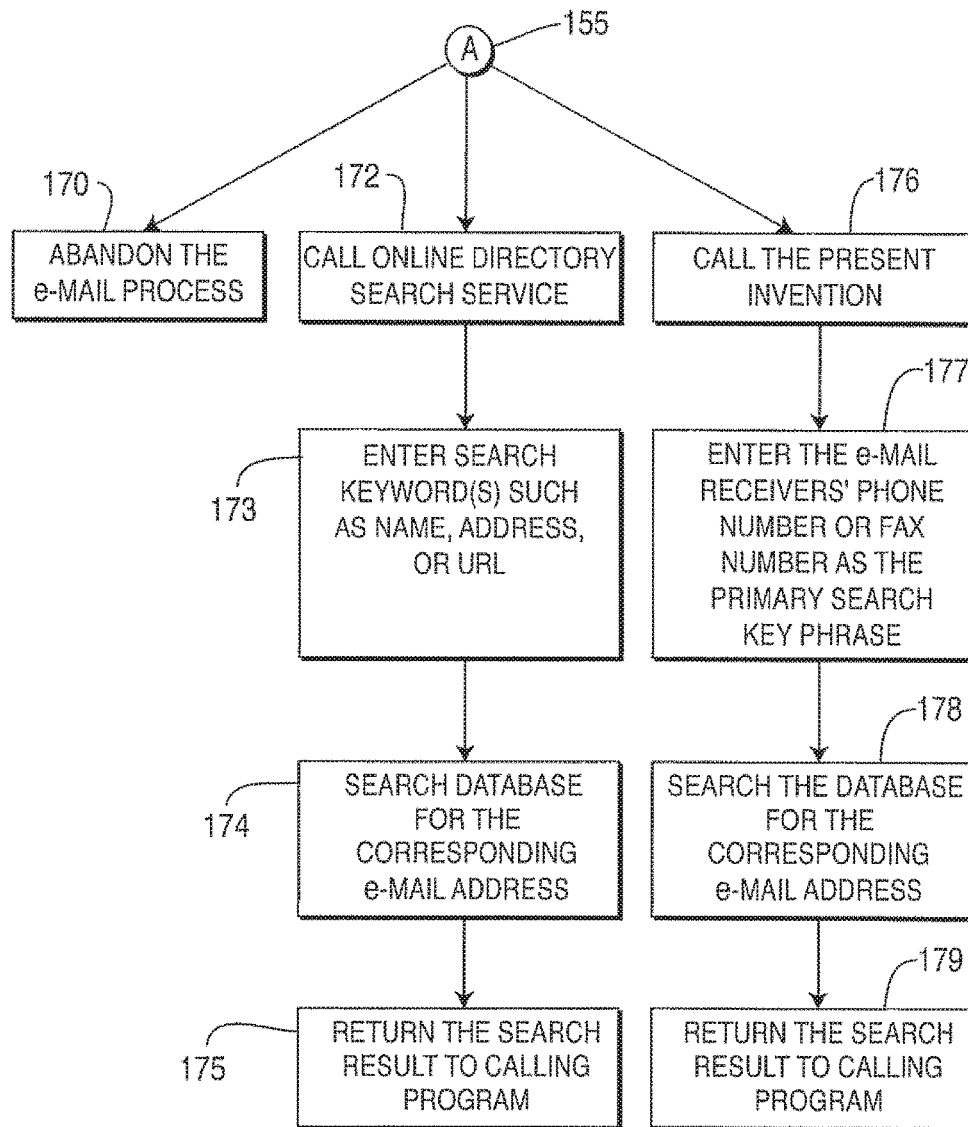 155
A
170
172
176
ABANDON THE
e-MAIL PROCESS
CALL ONLINE DIRECTORY
SEARCH SERVICE
CALL THE PRESENT
INVENTION
177
173
ENTER SEARCH
KEYWORD(S) SUCH
AS NAME, ADDRESS,
OR URL
ENTER THE e-MAIL
RECEIVERS' PHONE
NUMBER OR FAX
NUMBER AS THE
PRIMARY SEARCH
KEY PHRASE
178
174
SEARCH DATABASE
FOR THE
CORRESPONDING
e-MAIL ADDRESS
SEARCH THE DATABASE
FOR THE
CORRESPONDING
e-MAIL ADDRESS
179
175
RETURN THE SEARCH
RESULT TO CALLING
PROGRAM
RETURN THE SEARCH
RESULT TO CALLING
PROGRAM